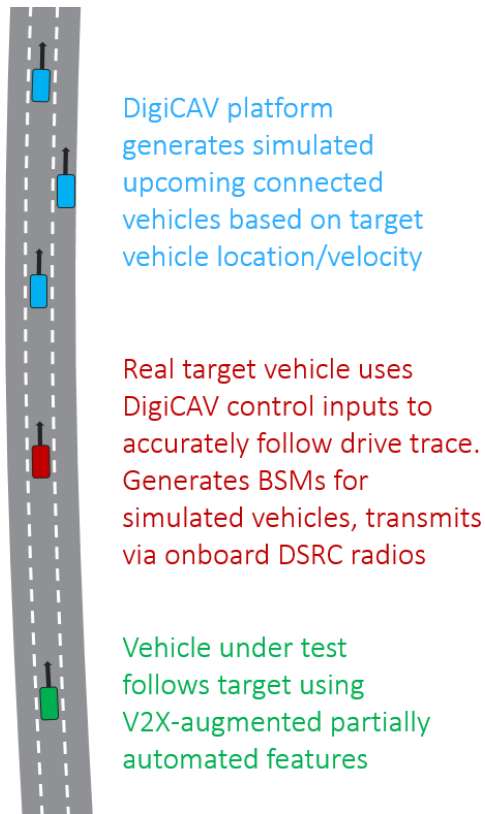 DigiCAV platform
generates simulated
upcoming connected
vehicles based on target
vehicle location/velocity
Real target vehicle uses
DigiCAV control inputs to
accurately follow drive trace.
Generates BSMs for
simulated vehicles, transmits
via onboard DSRC radios
Vehicle under test
follows target using
V2X-augmented partially
automated features